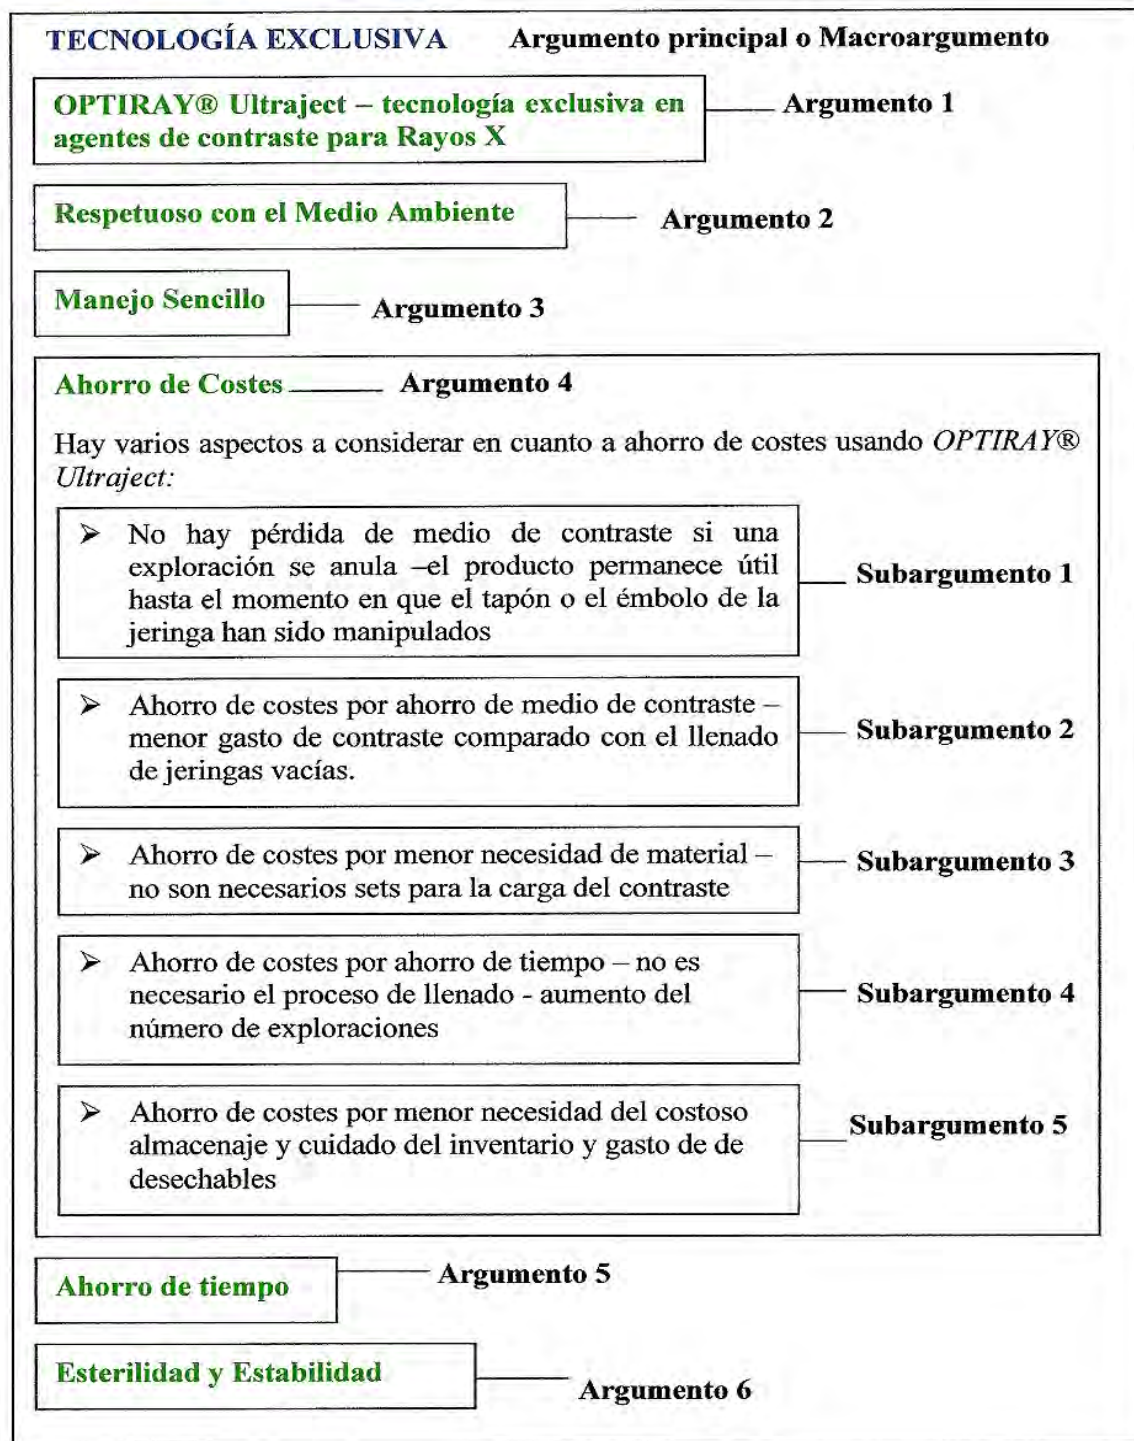 TECNOLOGÍA EXCLUSIVA Argumento principal o Macroargumento
OPTIRAY® Ultraject – tecnología exclusiva en
agentes de contraste para Rayos X
Argumento 1
Respetuoso con el Medio Ambiente
Argumento 2
Manejo Sencillo
Argumento 3
Ahorro de Costes
Argumento 4
Hay varios aspectos a considerar en cuanto a ahorro de costes usando OPTIRAY®
Ultraject:
➢ No hay pérdida de medio de contraste si una
exploración se anula –el producto permanece útil
hasta el momento en que el tapón o el émbolo de la
jeringa han sido manipulados
Subargumento 1
➢ Ahorro de costes por ahorro de medio de contraste –
menor gasto de contraste comparado con el llenado
de jeringas vacías.
Subargumento 2
➢ Ahorro de costes por menor necesidad de material –
no son necesarios sets para la carga del contraste
Subargumento 3
➢ Ahorro de costes por ahorro de tiempo – no es
necesario el proceso de llenado - aumento del
número de exploraciones
Subargumento 4
➢ Ahorro de costes por menor necesidad del costoso
almacenaje y cuidado del inventario y gasto de de
desechables
Subargumento 5
Ahorro de tiempo
Argumento 5
Esterilidad y Estabilidad
Argumento 6